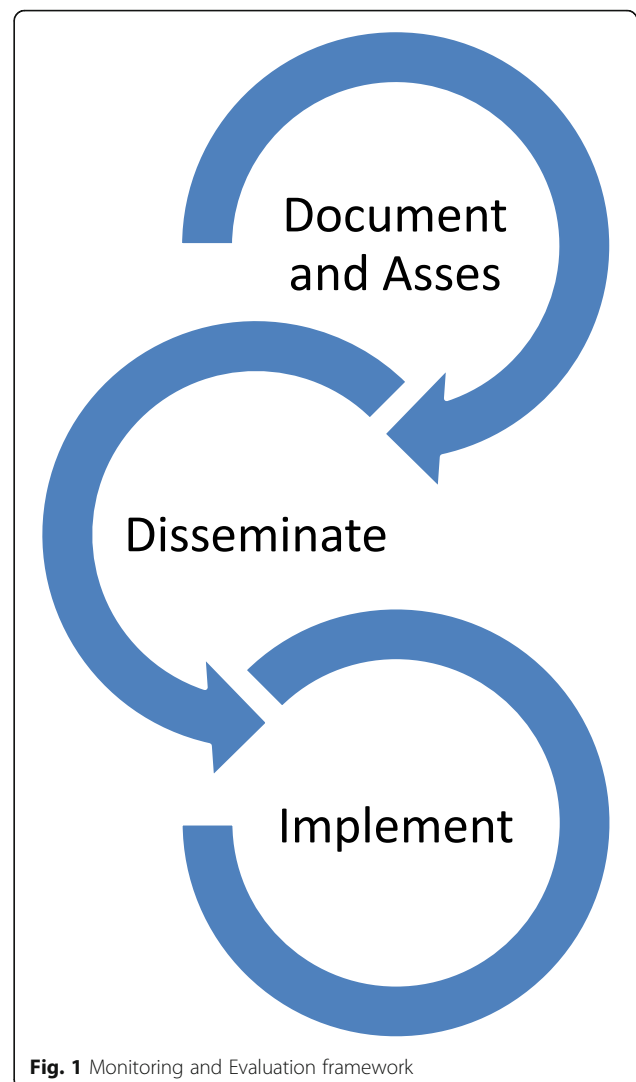 Document
and Asses
Disseminate
Implement
Fig. 1 Monitoring and Evaluation framework